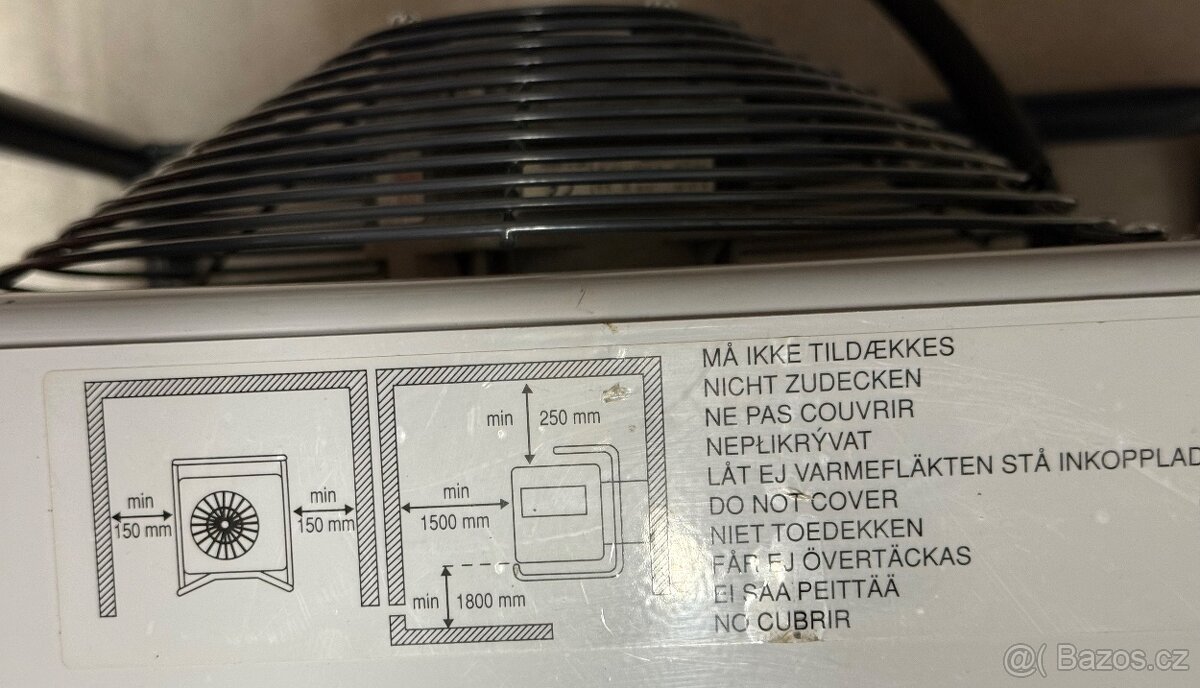 min
150 mm
min
150 mm
min
250 mm
min
1500 mm
min
1800 mm
MÅ IKKE TILDÆKKES
NICHT ZUDECKEN
NE PAS COUVRIR
NEPŁIKRÝVAT
LÅT EJ VARMEFLÄKTEN STÅ INKOPPLAD
DO NOT COVER
NIET TOEDEKKEN
FÅR EJ ÖVERTÄCKAS
EI SAA PEITTÄÄ
NO CUBRIR
@( Bazos.cz